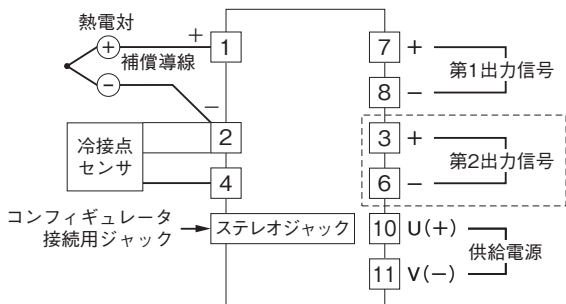 熱電対
+
+
補償導線
−
−
冷接点
センサ
1
2
4
コンフィギュレータ
接続用ジャック
ステレオジャック
7 +
8 −
第1出力信号
3 +
6 −
第2出力信号
10 U(+)
11 V(−)
供給電源